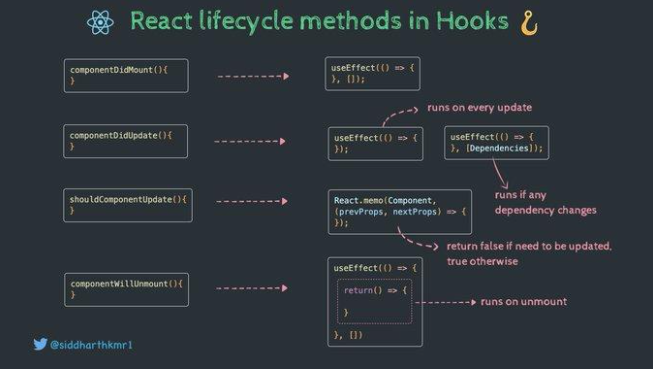 React lifecycle methods in Hooks
componentDidMount(){
}
useEffect(() => {
}, []);
runs on every update
componentDidUpdate(){
}
useEffect(() => {
});
useEffect(() => {
}, [Dependencies]);
runs if any
dependency changes
shouldComponentUpdate(){
}
React.memo(Component,
(prevProps, nextProps) => {
});
return false if need to be updated,
true otherwise
componentWillUnmount(){
}
useEffect(() => {
return() => {
}
}, [])
runs on unmount
@siddharthkmr1